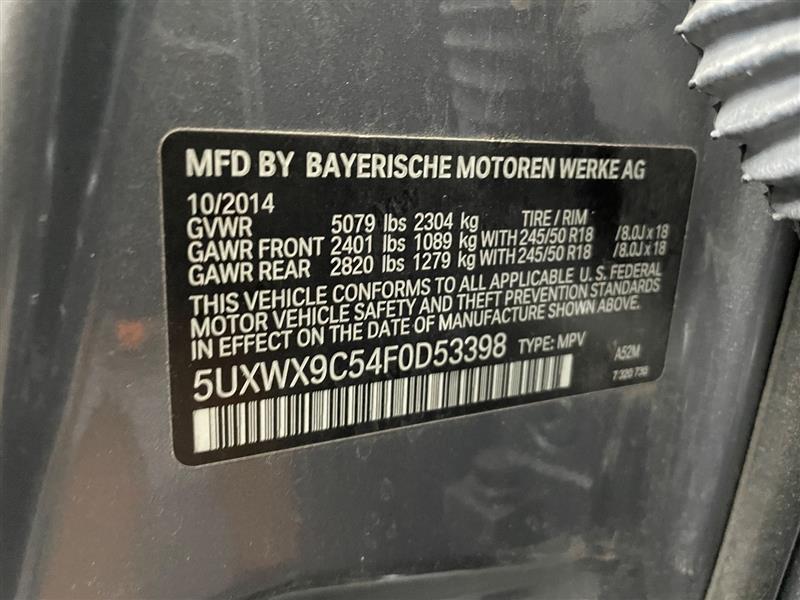 MFD BY BAYERISCHE MOTOREN WERKE AG
10/2014
GVWR 5079 lbs 2304 kg TIRE / RIM
GAWR FRONT 2401 lbs 1089 kg WITH 245/50 R18 /8.0J x 18
GAWR REAR 2820 lbs 1279 kg WITH 245/50 R18 /8.0J x 18
THIS VEHICLE CONFORMS TO ALL APPLICABLE U.S. FEDERAL
MOTOR VEHICLE SAFETY AND THEFT PREVENTION STANDARDS
IN EFFECT ON THE DATE OF MANUFACTURE SHOWN ABOVE.
5UXWX9C54F0D53398 TYPE: MPV A52M
7 320 730